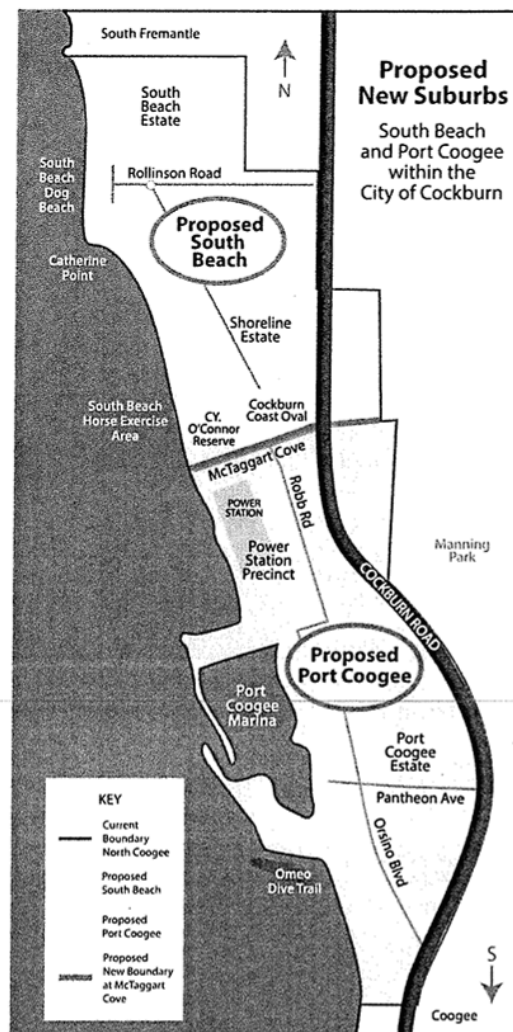 South Fremantle
N
Proposed
New Suburbs
South Beach
and Port Coogee
within the
City of Cockburn
South
Beach
Estate
South
Beach
Dog
Beach
Rollinson Road
Proposed
South
Beach
Catherine
Point
Shoreline
Estate
South Beach
Horse Exercise
Area
CY.
O'Connor
Reserve
Cockburn
Coast Oval
McTaggart Cove
Robb Rd
POWER
STATION
Power
Station
Precinct
Manning
Park
COCKBURN ROAD
Proposed
Port Coogee
Port
Coogee
Marina
Port
Coogee
Estate
Pantheon Ave
Orsino Blvd
KEY
Current
Boundary
North Coogee
Proposed
South Beach
Proposed
Port Coogee
Proposed
New Boundary
at McTaggart
Cove
Omeo
Dive Trail
S
Coogee